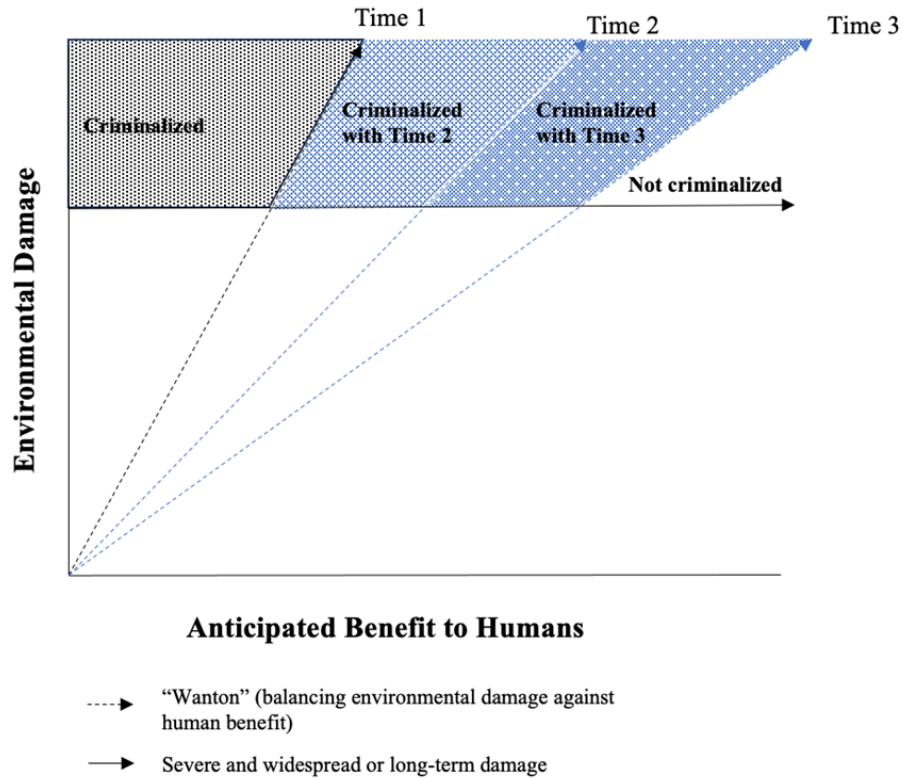 Time 1
Time 2
Time 3
Criminalized
Criminalized
with Time 2
Criminalized
with Time 3
Not criminalized
Environmental Damage
Anticipated Benefit to Humans
“Wanton” (balancing environmental damage against
human benefit)
Severe and widespread or long-term damage